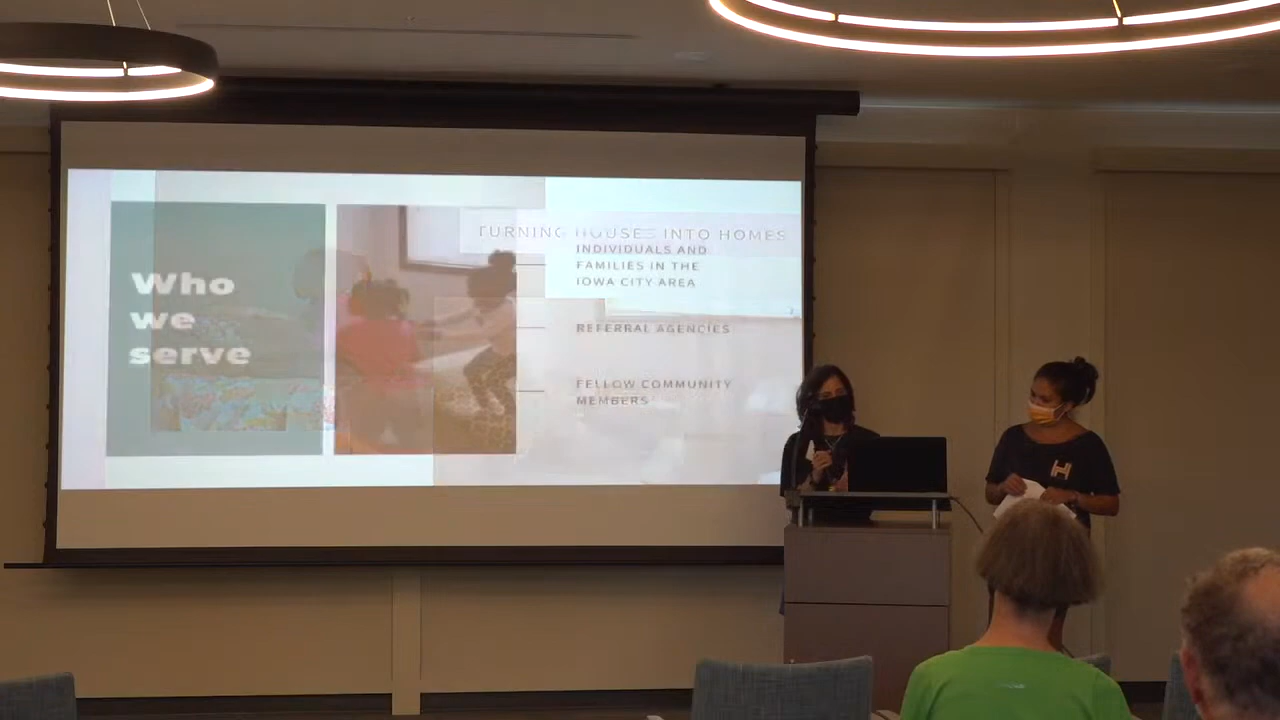 Who
we
serve
TURNING HOUSES INTO HOMES
INDIVIDUALS AND
FAMILIES IN THE
IOWA CITY AREA
REFERRAL AGENCIES
FELLOW COMMUNITY
MEMBERS
H